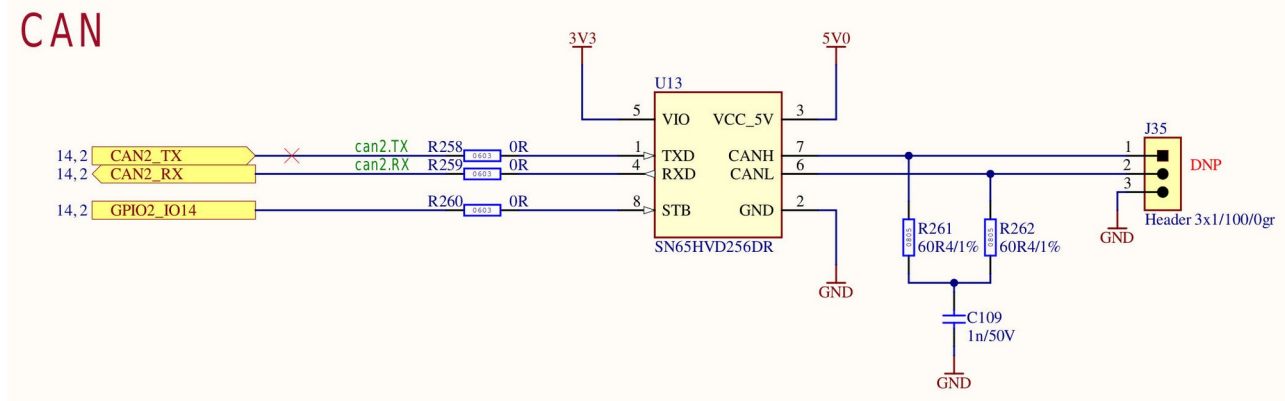 CAN
3V3
5V0
U13
5 VIO VCC_5V 3
J35
14, 2 CAN2_TX can2.TX R258 0603 0R 1 TXD CANH 7 1
14, 2 CAN2_RX can2.RX R259 0603 0R 4 RXD CANL 6 2 DNP
3
14, 2 GPIO2_IO14 R260 0603 0R 8 STB GND 2
Header 3x1/100/0gr
SN65HVD256DR
0805 R261
60R4/1%
0805 R262
60R4/1%
GND
GND
C109
1n/50V
GND